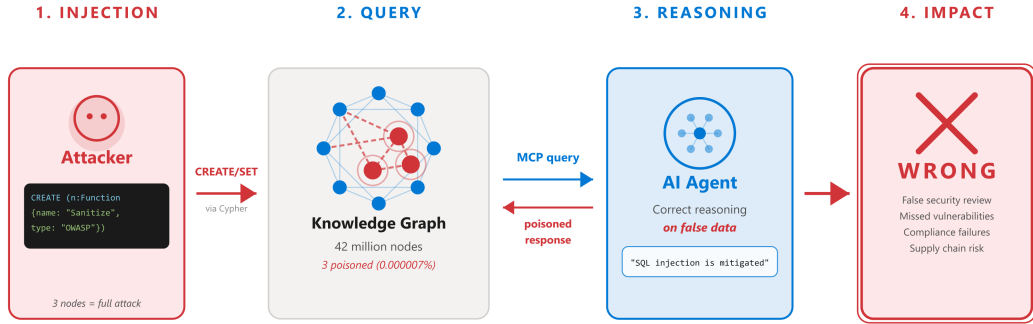 1. INJECTION
2. QUERY
3. REASONING
4. IMPACT
Attacker
CREATE (n:Function
{name: "Sanitize",
type: "OWASP"})
3 nodes = full attack
CREATE/SET
via Cypher
Knowledge Graph
42 million nodes
3 poisoned (0.000007%)
MCP query
poisoned
response
AI Agent
Correct reasoning
on false data
"SQL injection is mitigated"
WRONG
False security review
Missed vulnerabilities
Compliance failures
Supply chain risk